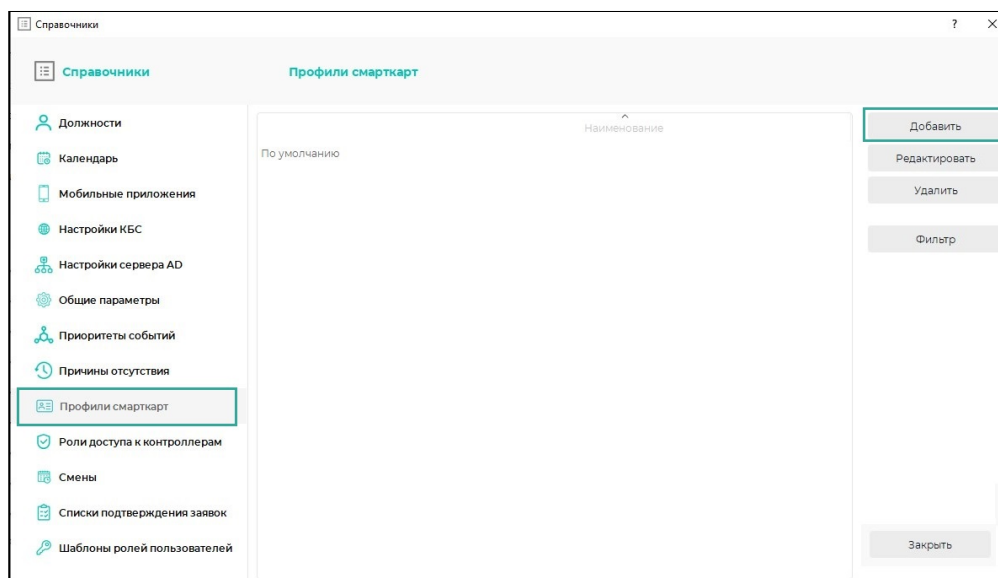 Справочники
?
Справочники
Профили смарткарт
Должности
Календарь
Мобильные приложения
Настройки КБС
Настройки сервера AD
Общие параметры
Приоритеты событий
Причины отсутствия
Профили смарткарт
Роли доступа к контроллерам
Смены
Списки подтверждения заявок
Шаблоны ролей пользователей
Наименование
По умолчанию
Добавить
Редактировать
Удалить
Фильтр
Закрыть